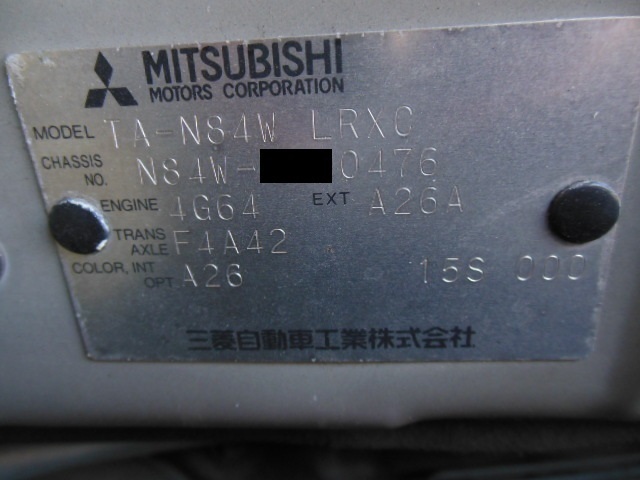 MITSUBISHI
MOTORS CORPORATION
MODEL TA-N84W LRXC
CHASSIS NO. N84W- 0476
ENGINE 4G64 EXT A26A
TRANS AXLE F4A42
COLOR, INT OPT A26 15S 000
三菱自動車工業株式会社